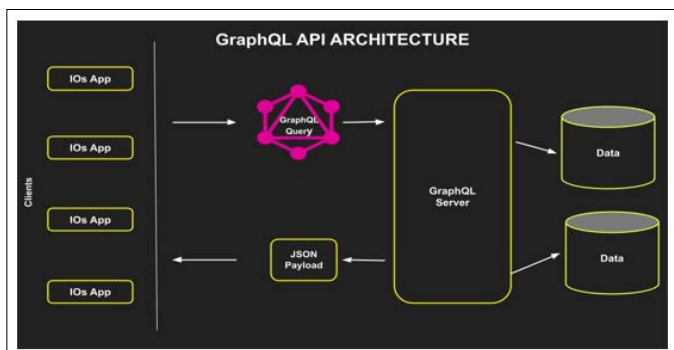 GraphQL API ARCHITECTURE
IOs App
IOs App
IOs App
IOs App
Clients
GraphQL
Query
JSON
Payload
GraphQL
Server
Data
Data